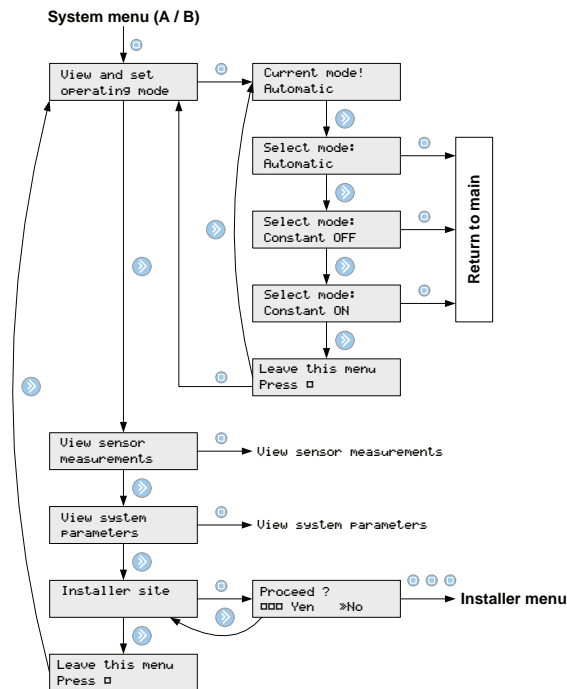 System menu (A / B)
View and set
operating mode
Current mode!
Automatic
Select mode:
Automatic
Select mode:
Constant OFF
Select mode:
Constant ON
Leave this menu
Press □
Return to main
View sensor
measurements
View sensor measurements
View system
parameters
View system parameters
Installer site
Proceed ?
□□□ Yen »No
Installer menu
Leave this menu
Press □